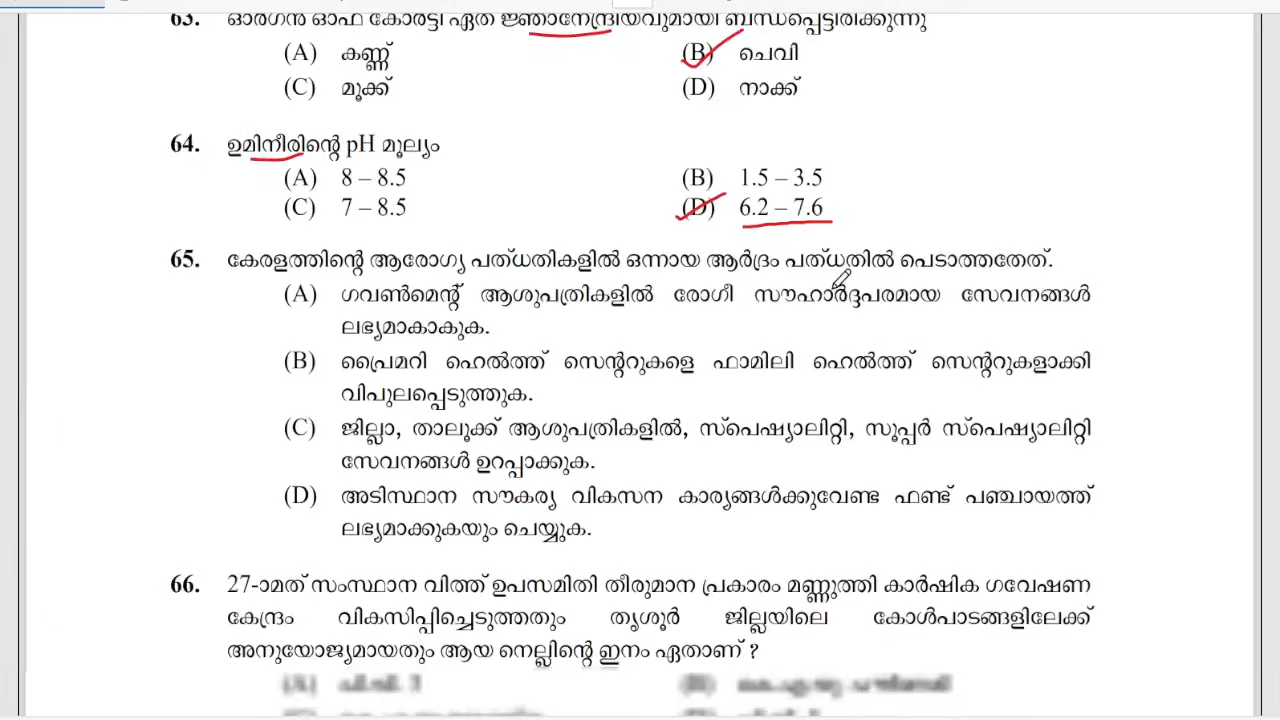 63. ഓർഗൻ ഓഫ് കോർട്ടി ഏത് ജ്ഞാനേന്ദ്രിയവുമായി ബന്ധപ്പെട്ടിരിക്കുന്നു
(A) കണ്ണ് (B) ചെവി
(C) മൂക്ക് (D) നാക്ക്
64. ഉമിനീരിന്റെ pH മൂല്യം
(A) 8 – 8.5 (B) 1.5 – 3.5
(C) 7 – 8.5 (D) 6.2 – 7.6
65. കേരളത്തിന്റെ ആരോഗ്യ പത്ധതികളിൽ ഒന്നായ ആർദ്രം പത്ധതിൽ പെടാത്തതേത്.
(A) ഗവൺമെന്റ് ആശുപത്രികളിൽ രോഗീ സൗഹാർദ്ദപരമായ സേവനങ്ങൾ
ലഭ്യമാകാകുക.
(B) പ്രൈമറി ഹെൽത്ത് സെന്ററുകളെ ഫാമിലി ഹെൽത്ത് സെന്ററുകളാക്കി
വിപുലപ്പെടുത്തുക.
(C) ജില്ലാ, താലൂക്ക് ആശുപത്രികളിൽ, സ്പെഷ്യാലിറ്റി, സൂപ്പർ സ്പെഷ്യാലിറ്റി
സേവനങ്ങൾ ഉറപ്പാക്കുക.
(D) അടിസ്ഥാന സൗകര്യ വികസന കാര്യങ്ങൾക്കുവേണ്ട ഫണ്ട് പഞ്ചായത്ത്
ലഭ്യമാക്കുകയും ചെയ്യുക.
66. 27-ാമത് സംസ്ഥാന വിത്ത് ഉപസമിതി തീരുമാന പ്രകാരം മണ്ണുത്തി കാർഷിക ഗവേഷണ
കേന്ദ്രം വികസിപ്പിച്ചെടുത്തതും തൃശൂർ ജില്ലയിലെ കോൾപാടങ്ങളിലേക്ക്
അനുയോജ്യമായതും ആയ നെല്ലിന്റെ ഇനം ഏതാണ് ?